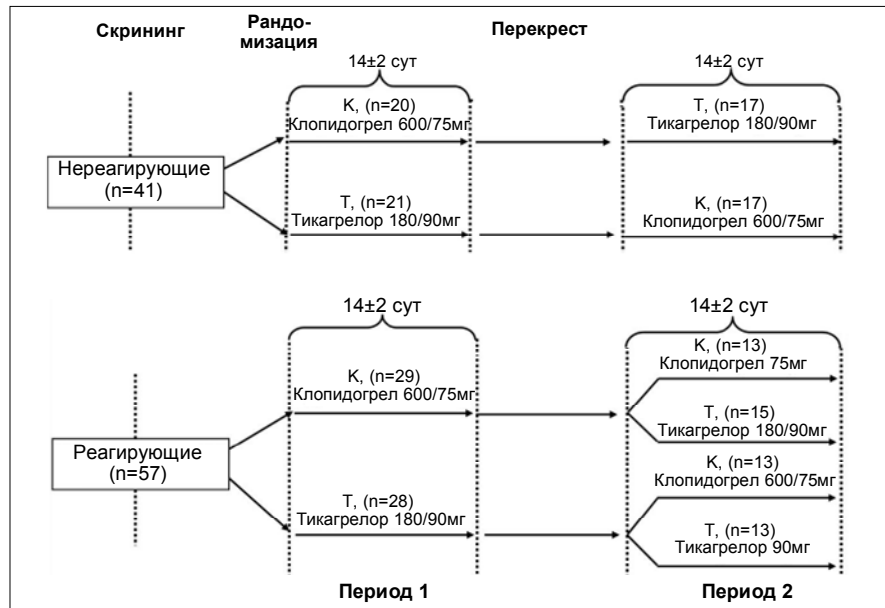 Скрининг
Рандо-
мизация
Перекрест
14±2 сут
14±2 сут
K, (n=20)
Клопидогрел 600/75мг
T, (n=17)
Тикагрелор 180/90мг
Нереагирующие
(n=41)
T, (n=21)
Тикагрелор 180/90мг
K, (n=17)
Клопидогрел 600/75мг
14±2 сут
14±2 сут
K, (n=29)
Клопидогрел 600/75мг
K, (n=13)
Клопидогрел 75мг
T, (n=15)
Тикагрелор 180/90мг
Реагирующие
(n=57)
K, (n=13)
Клопидогрел 600/75мг
T, (n=28)
Тикагрелор 180/90мг
T, (n=13)
Тикагрелор 90мг
Период 1
Период 2